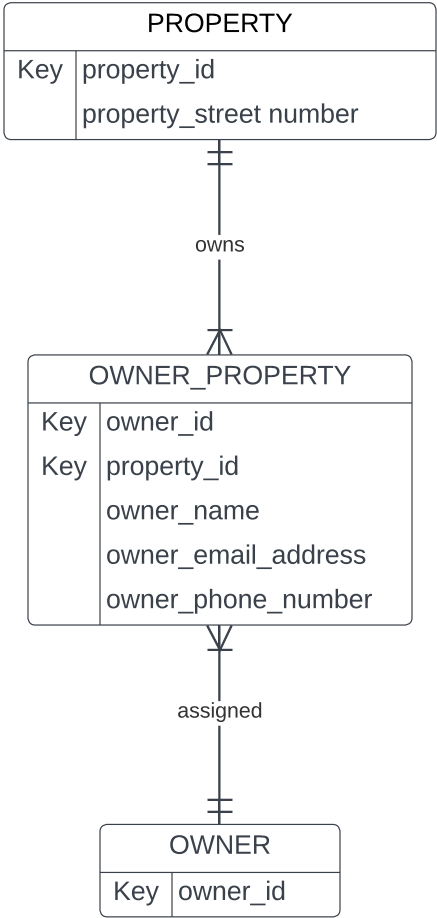 PROPERTY
Key property_id
property_street number
owns
OWNER_PROPERTY
Key owner_id
Key property_id
owner_name
owner_email_address
owner_phone_number
assigned
OWNER
Key owner_id